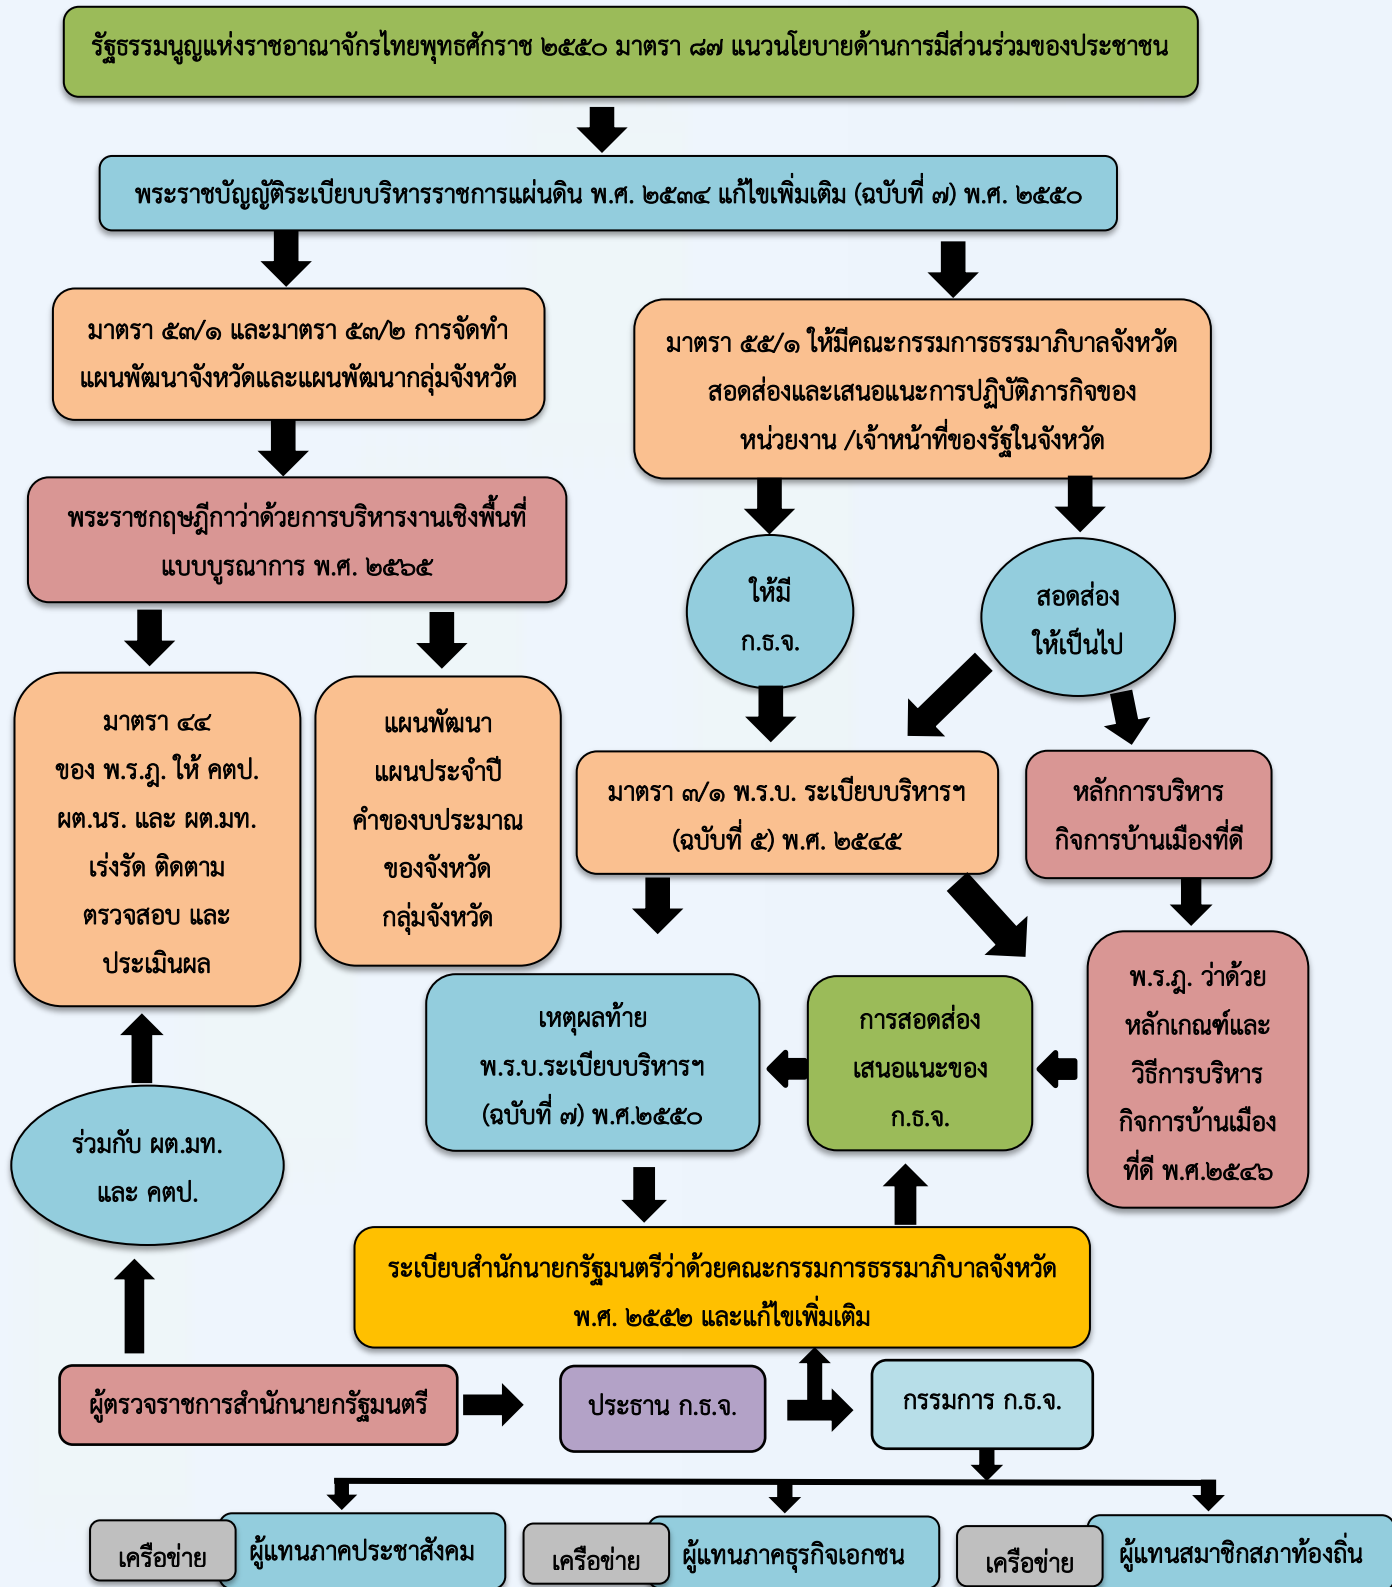 รัฐธรรมนูญแห่งราชอาณาจักรไทยพุทธศักราช ๒๕๕๐ มาตรา ๘๗ แนวนโยบายด้านการมีส่วนร่วมของประชาชน
พระราชบัญญัติระเบียบบริหารราชการแผ่นดิน พ.ศ. ๒๕๓๔ แก้ไขเพิ่มเติม (ฉบับที่ ๗) พ.ศ. ๒๕๕๐
มาตรา ๕๓/๑ และมาตรา ๕๓/๒ การจัดทำ
แผนพัฒนาจังหวัดและแผนพัฒนากลุ่มจังหวัด
มาตรา ๕๕/๑ ให้มีคณะกรรมการธรรมาภิบาลจังหวัด
สอดส่องและเสนอแนะการปฏิบัติภารกิจของ
หน่วยงาน /เจ้าหน้าที่ของรัฐในจังหวัด
พระราชกฤษฎีกาว่าด้วยการบริหารงานเชิงพื้นที่
แบบบูรณาการ พ.ศ. ๒๕๖๕
ให้มี
ก.ธ.จ.
สอดส่อง
ให้เป็นไป
มาตรา ๔๔
ของ พ.ร.ฎ. ให้ คตป.
ผต.นร. และ ผต.มท.
เร่งรัด ติดตาม
ตรวจสอบ และ
ประเมินผล
แผนพัฒนา
แผนประจำปี
คำของบประมาณ
ของจังหวัด
กลุ่มจังหวัด
มาตรา ๓/๑ พ.ร.บ. ระเบียบบริหารฯ
(ฉบับที่ ๕) พ.ศ. ๒๕๔๕
หลักการบริหาร
กิจการบ้านเมืองที่ดี
เหตุผลท้าย
พ.ร.บ.ระเบียบบริหารฯ
(ฉบับที่ ๗) พ.ศ.๒๕๕๐
การสอดส่อง
เสนอแนะของ
ก.ธ.จ.
พ.ร.ฎ. ว่าด้วย
หลักเกณฑ์และ
วิธีการบริหาร
กิจการบ้านเมือง
ที่ดี พ.ศ.๒๕๔๖
ร่วมกับ ผต.มท.
และ คตป.
ระเบียบสำนักนายกรัฐมนตรีว่าด้วยคณะกรรมการธรรมาภิบาลจังหวัด
พ.ศ. ๒๕๕๒ และแก้ไขเพิ่มเติม
ผู้ตรวจราชการสำนักนายกรัฐมนตรี
ประธาน ก.ธ.จ.
กรรมการ ก.ธ.จ.
เครือข่าย
ผู้แทนภาคประชาสังคม
เครือข่าย
ผู้แทนภาคธุรกิจเอกชน
เครือข่าย
ผู้แทนสมาชิกสภาท้องถิ่น